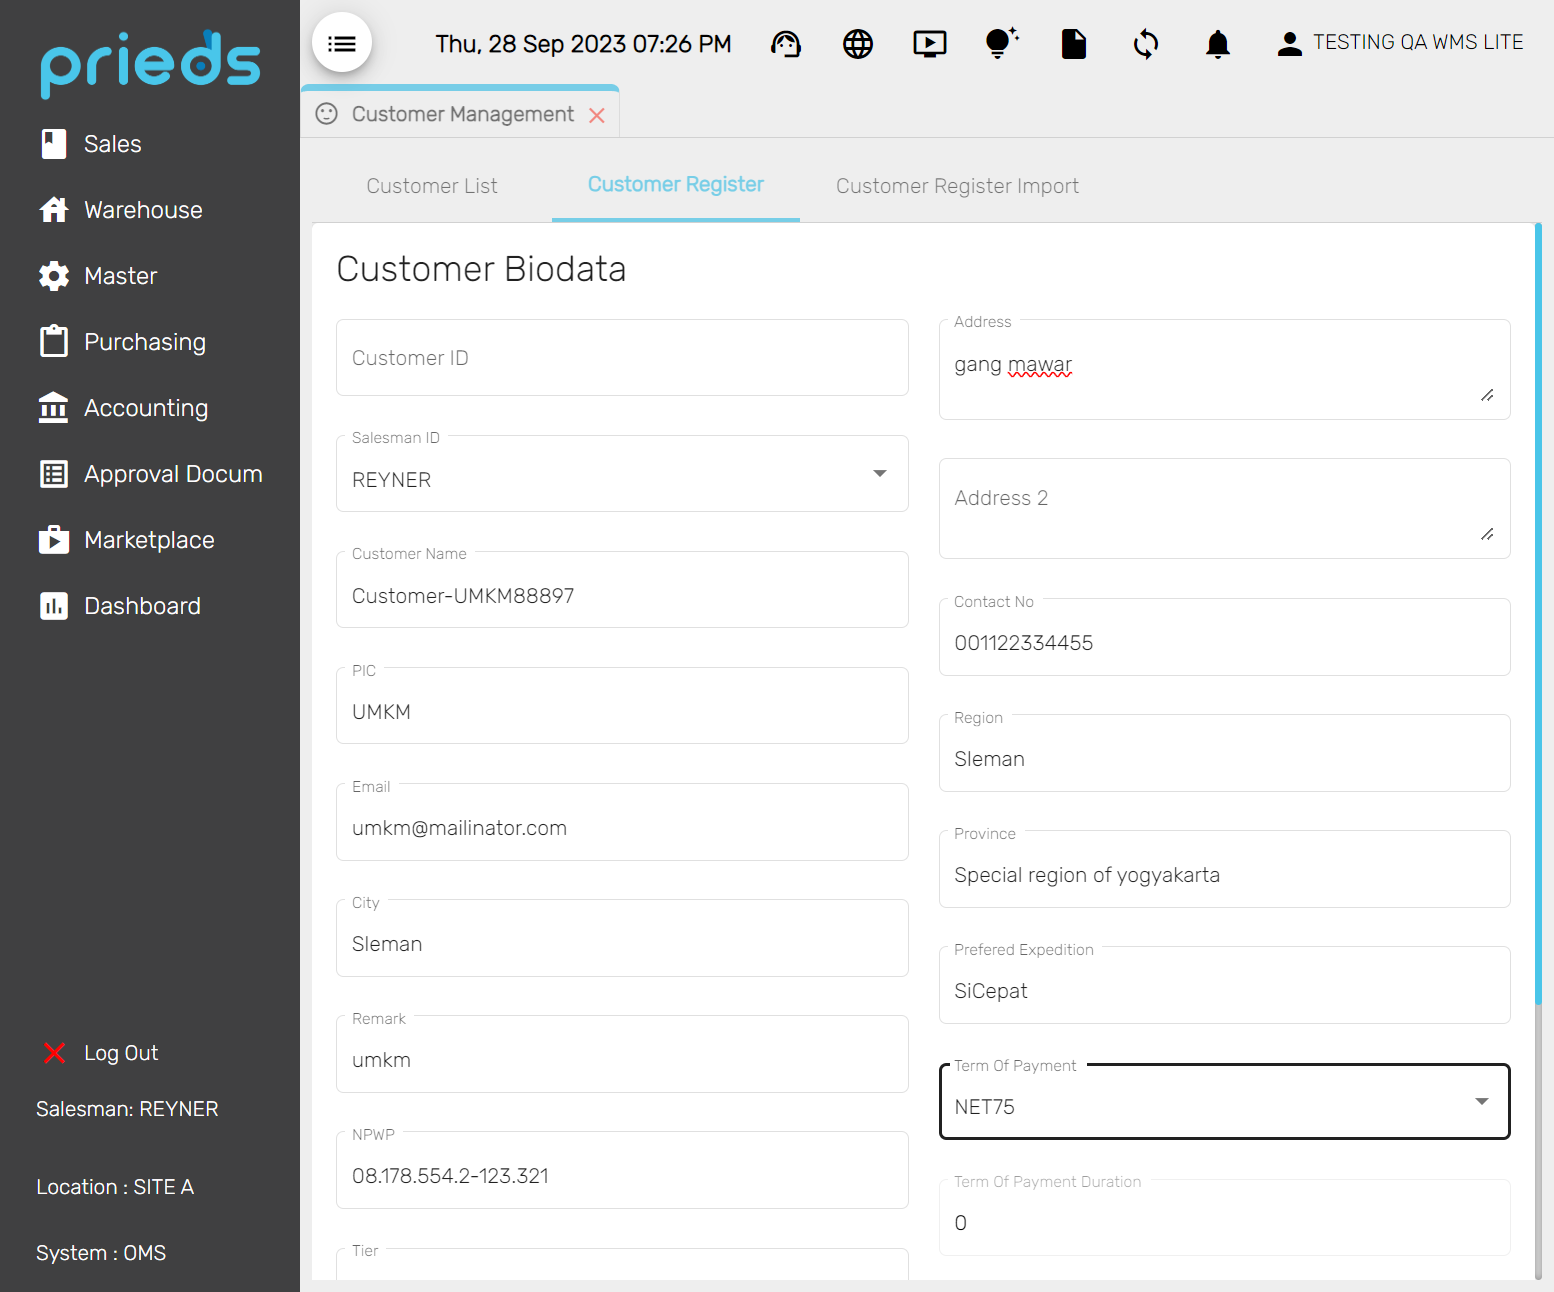 prieds
Sales
Warehouse
Master
Purchasing
Accounting
Approval Docum
Marketplace
Dashboard
Log Out
Salesman: REYNER
Location : SITE A
System : OMS
Thu, 28 Sep 2023 07:26 PM
TESTING QA WMS LITE
Customer Management
Customer List
Customer Register
Customer Register Import
Customer Biodata
Customer ID
Salesman ID
REYNER
Customer Name
Customer-UMKM88897
PIC
UMKM
Email
umkm@mailinator.com
City
Sleman
Remark
umkm
NPWP
08.178.554.2-123.321
Tier
Address
gang mawar
Address 2
Contact No
001122334455
Region
Sleman
Province
Special region of yogyakarta
Prefered Expedition
SiCepat
Term Of Payment
NET75
Term Of Payment Duration
0